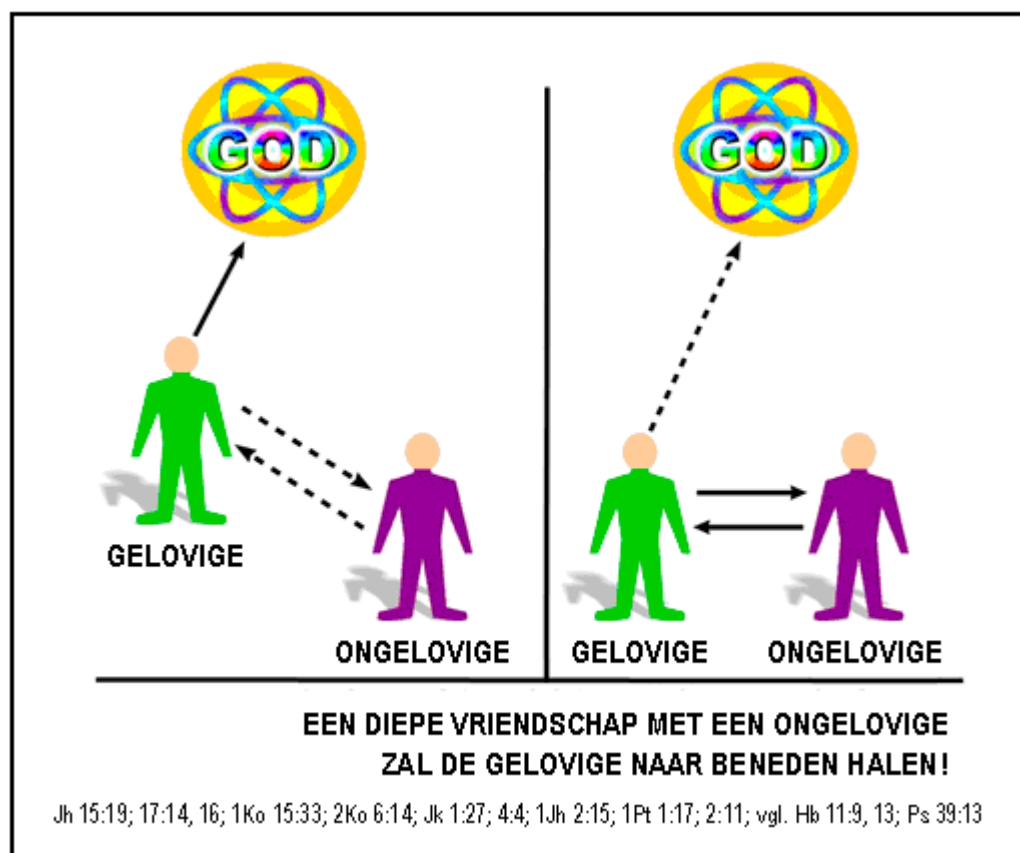 GOD
GOD
GELOVIGE
ONGELOVIGE
GELOVIGE
ONGELOVIGE
EEN DIEPE VRIENDSCHAP MET EEN ONGELOVIGE
ZAL DE GELOVIGE NAAR BENEDEN HALEN!
Jh 15:19; 17:14, 16; 1Ko 15:33; 2Ko 6:14; Jk 1:27; 4:4; 1Jh 2:15; 1Pt 1:17; 2:11; vgl. Hb 11:9, 13; Ps 39:13